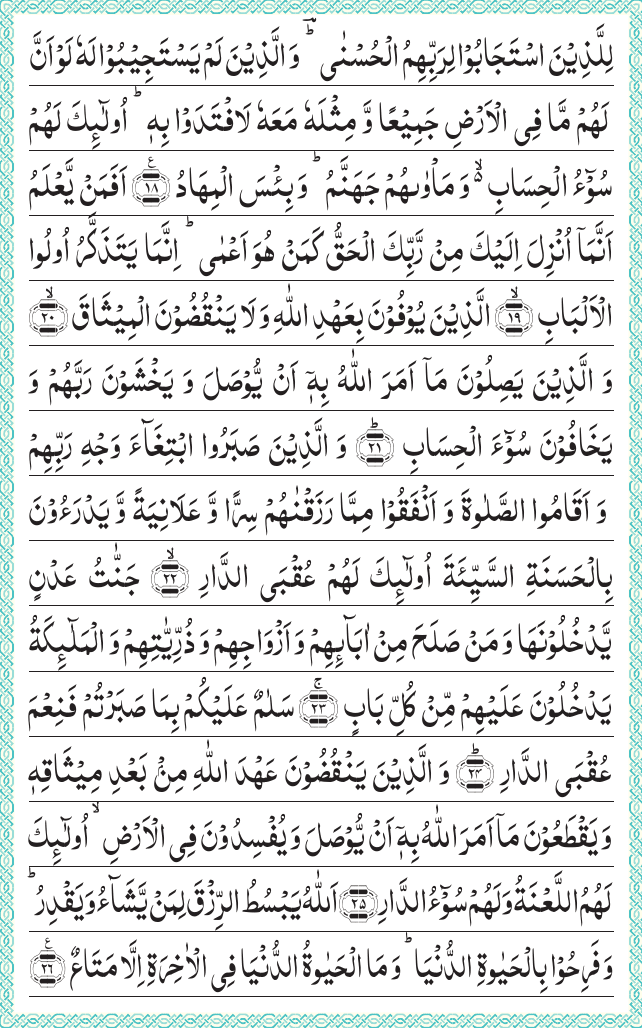 لِلَّذِیْنَ اسْتَجَابُوْا لِرَبِّهِمُ الْحُسْنٰی ؕ وَالَّذِیْنَ لَمْ یَسْتَجِیْبُوْا لَهٗ لَوْ اَنَّ
لَهُمْ مَّا فِی الْاَرْضِ جَمِیْعًا وَّ مِثْلَهٗ مَعَهٗ لَافْتَدَوْا بِهٖ ؕ اُولٰٓئِكَ لَهُمْ
سُوْٓءُ الْحِسَابِ ۙ۬ وَ مَاْوٰىهُمْ جَهَنَّمُ ؕ وَبِئْسَ الْمِهَادُ ﴿۱۸﴾ اَفَمَنْ یَّعْلَمُ
اَنَّمَاۤ اُنْزِلَ اِلَیْكَ مِنْ رَّبِّكَ الْحَقُّ كَمَنْ هُوَ اَعْمٰی ؕ اِنَّمَا یَتَذَكَّرُ اُولُوا
الْاَلْبَابِ ﴿ۙ۱۹﴾ الَّذِیْنَ یُوْفُوْنَ بِعَهْدِ اللّٰهِ وَ لَا یَنْقُضُوْنَ الْمِیْثَاقَ ﴿ۙ۲۰﴾
وَ الَّذِیْنَ یَصِلُوْنَ مَاۤ اَمَرَ اللّٰهُ بِهٖۤ اَنْ یُّوْصَلَ وَ یَخْشَوْنَ رَبَّهُمْ وَ
یَخَافُوْنَ سُوْٓءَ الْحِسَابِ ﴿ؕ۲۱﴾ وَ الَّذِیْنَ صَبَرُوا ابْتِغَآءَ وَجْهِ رَبِّهِمْ
وَ اَقَامُوا الصَّلٰوةَ وَ اَنْفَقُوْا مِمَّا رَزَقْنٰهُمْ سِرًّا وَّ عَلَانِیَةً وَّ یَدْرَءُوْنَ
بِالْحَسَنَةِ السَّیِّئَةَ اُولٰٓئِكَ لَهُمْ عُقْبَی الدَّارِ ﴿ۙ۲۲﴾ جَنّٰتُ عَدْنٍ
یَّدْخُلُوْنَهَا وَ مَنْ صَلَحَ مِنْ اٰبَآئِهِمْ وَ اَزْوَاجِهِمْ وَ ذُرِّیّٰتِهِمْ وَ الْمَلٰٓئِكَةُ
یَدْخُلُوْنَ عَلَیْهِمْ مِّنْ كُلِّ بَابٍ ﴿ۚ۲۳﴾ سَلٰمٌ عَلَیْكُمْ بِمَا صَبَرْتُمْ فَنِعْمَ
عُقْبَی الدَّارِ ﴿ؕ۲۴﴾ وَ الَّذِیْنَ یَنْقُضُوْنَ عَهْدَ اللّٰهِ مِنْۢ بَعْدِ مِیْثَاقِهٖ
وَ یَقْطَعُوْنَ مَاۤ اَمَرَ اللّٰهُ بِهٖۤ اَنْ یُّوْصَلَ وَ یُفْسِدُوْنَ فِی الْاَرْضِ ۙ اُولٰٓئِكَ
لَهُمُ اللَّعْنَةُ وَ لَهُمْ سُوْٓءُ الدَّارِ ﴿۲۵﴾ اَللّٰهُ یَبْسُطُ الرِّزْقَ لِمَنْ یَّشَآءُ وَ یَقْدِرُ ؕ
وَ فَرِحُوْا بِالْحَیٰوةِ الدُّنْیَا ؕ وَ مَا الْحَیٰوةُ الدُّنْیَا فِی الْاٰخِرَةِ اِلَّا مَتَاعٌ ﴿۲۶﴾